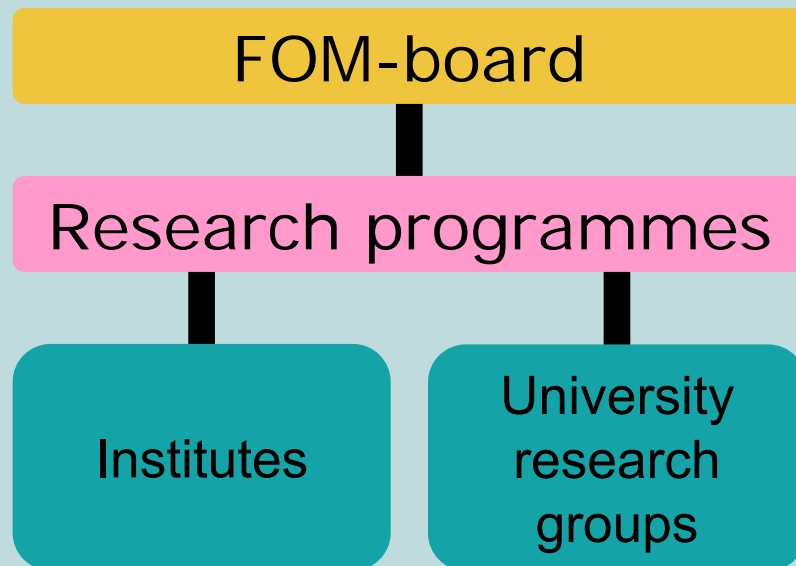 FOM-board
Research programmes
Institutes
University
research
groups